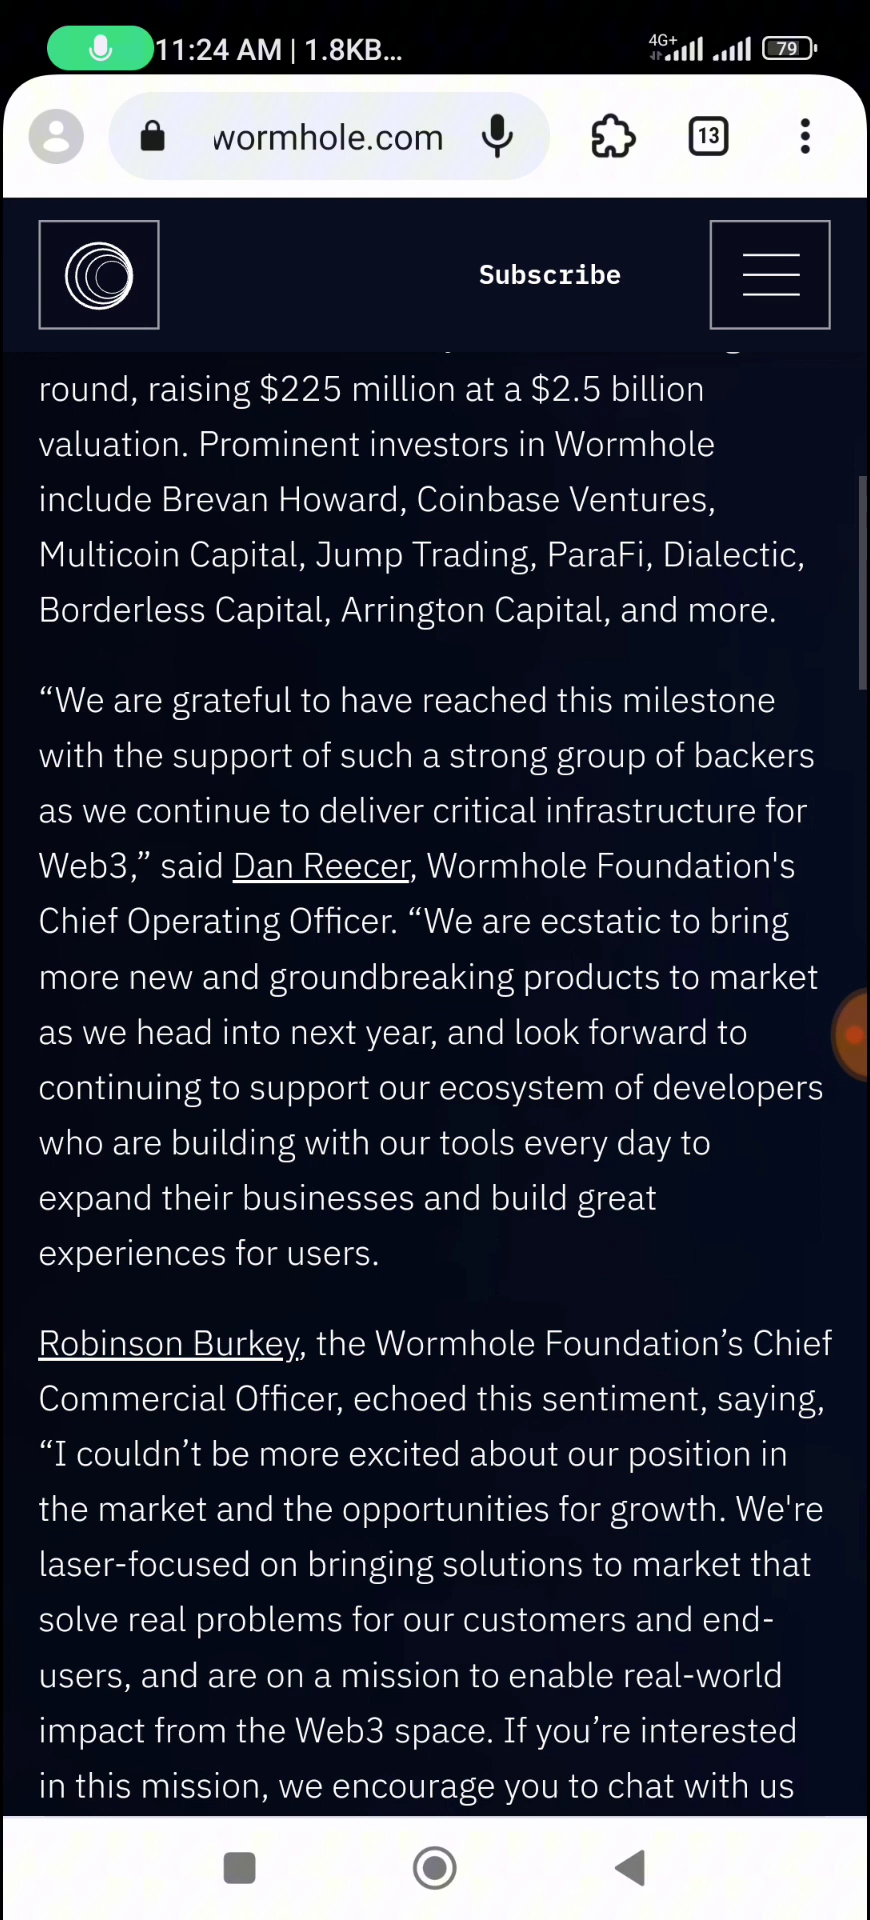 11:24 AM | 1.8KB...
4G+
79
wormhole.com
13
Subscribe
round, raising $225 million at a $2.5 billion
valuation. Prominent investors in Wormhole
include Brevan Howard, Coinbase Ventures,
Multicoin Capital, Jump Trading, ParaFi, Dialectic,
Borderless Capital, Arrington Capital, and more.
“We are grateful to have reached this milestone
with the support of such a strong group of backers
as we continue to deliver critical infrastructure for
Web3,” said Dan Reecer, Wormhole Foundation's
Chief Operating Officer. “We are ecstatic to bring
more new and groundbreaking products to market
as we head into next year, and look forward to
continuing to support our ecosystem of developers
who are building with our tools every day to
expand their businesses and build great
experiences for users.
Robinson Burkey, the Wormhole Foundation’s Chief
Commercial Officer, echoed this sentiment, saying,
“I couldn’t be more excited about our position in
the market and the opportunities for growth. We're
laser-focused on bringing solutions to market that
solve real problems for our customers and end-
users, and are on a mission to enable real-world
impact from the Web3 space. If you’re interested
in this mission, we encourage you to chat with us